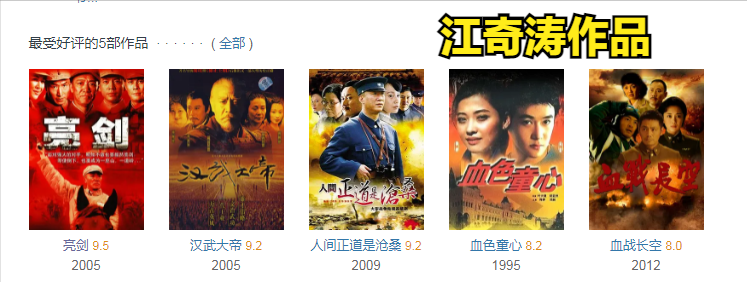 江奇涛作品
最受好评的5部作品 · · · · · · ( 全部 )
亮剑
汉武大帝
人间正道是沧桑
血色童心
血战长空
亮剑 9.5
汉武大帝 9.2
人间正道是沧桑 9.2
血色童心 8.2
血战长空 8.0
2005
2005
2009
1995
2012